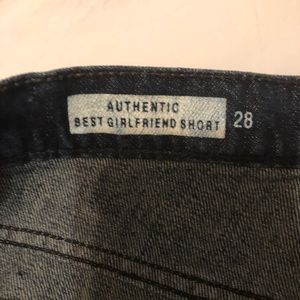 AUTHENTIC
BEST GIRLFRIEND SHORT 28